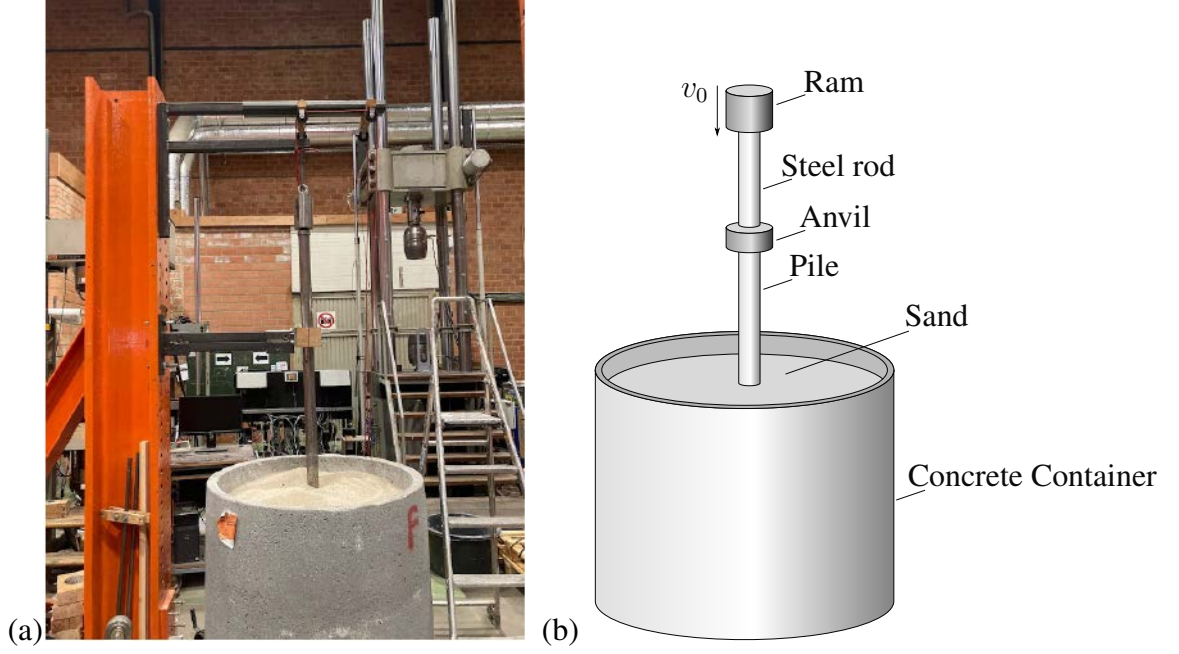 v₀
Ram
Steel rod
Anvil
Pile
Sand
Concrete Container
F
(a)
(b)